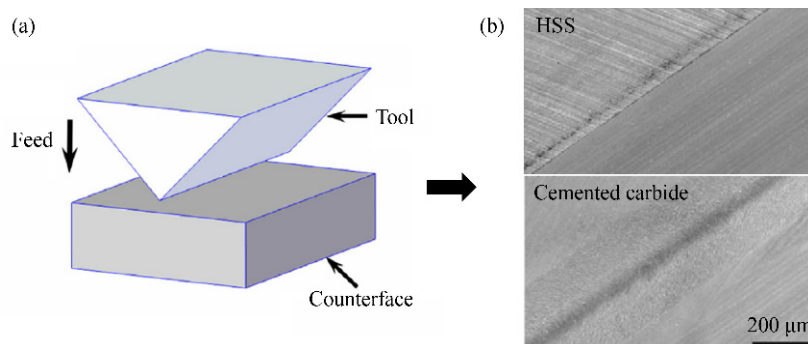 (a)
Tool
Feed
Counterface
(b)
HSS
Cemented carbide
200 μm